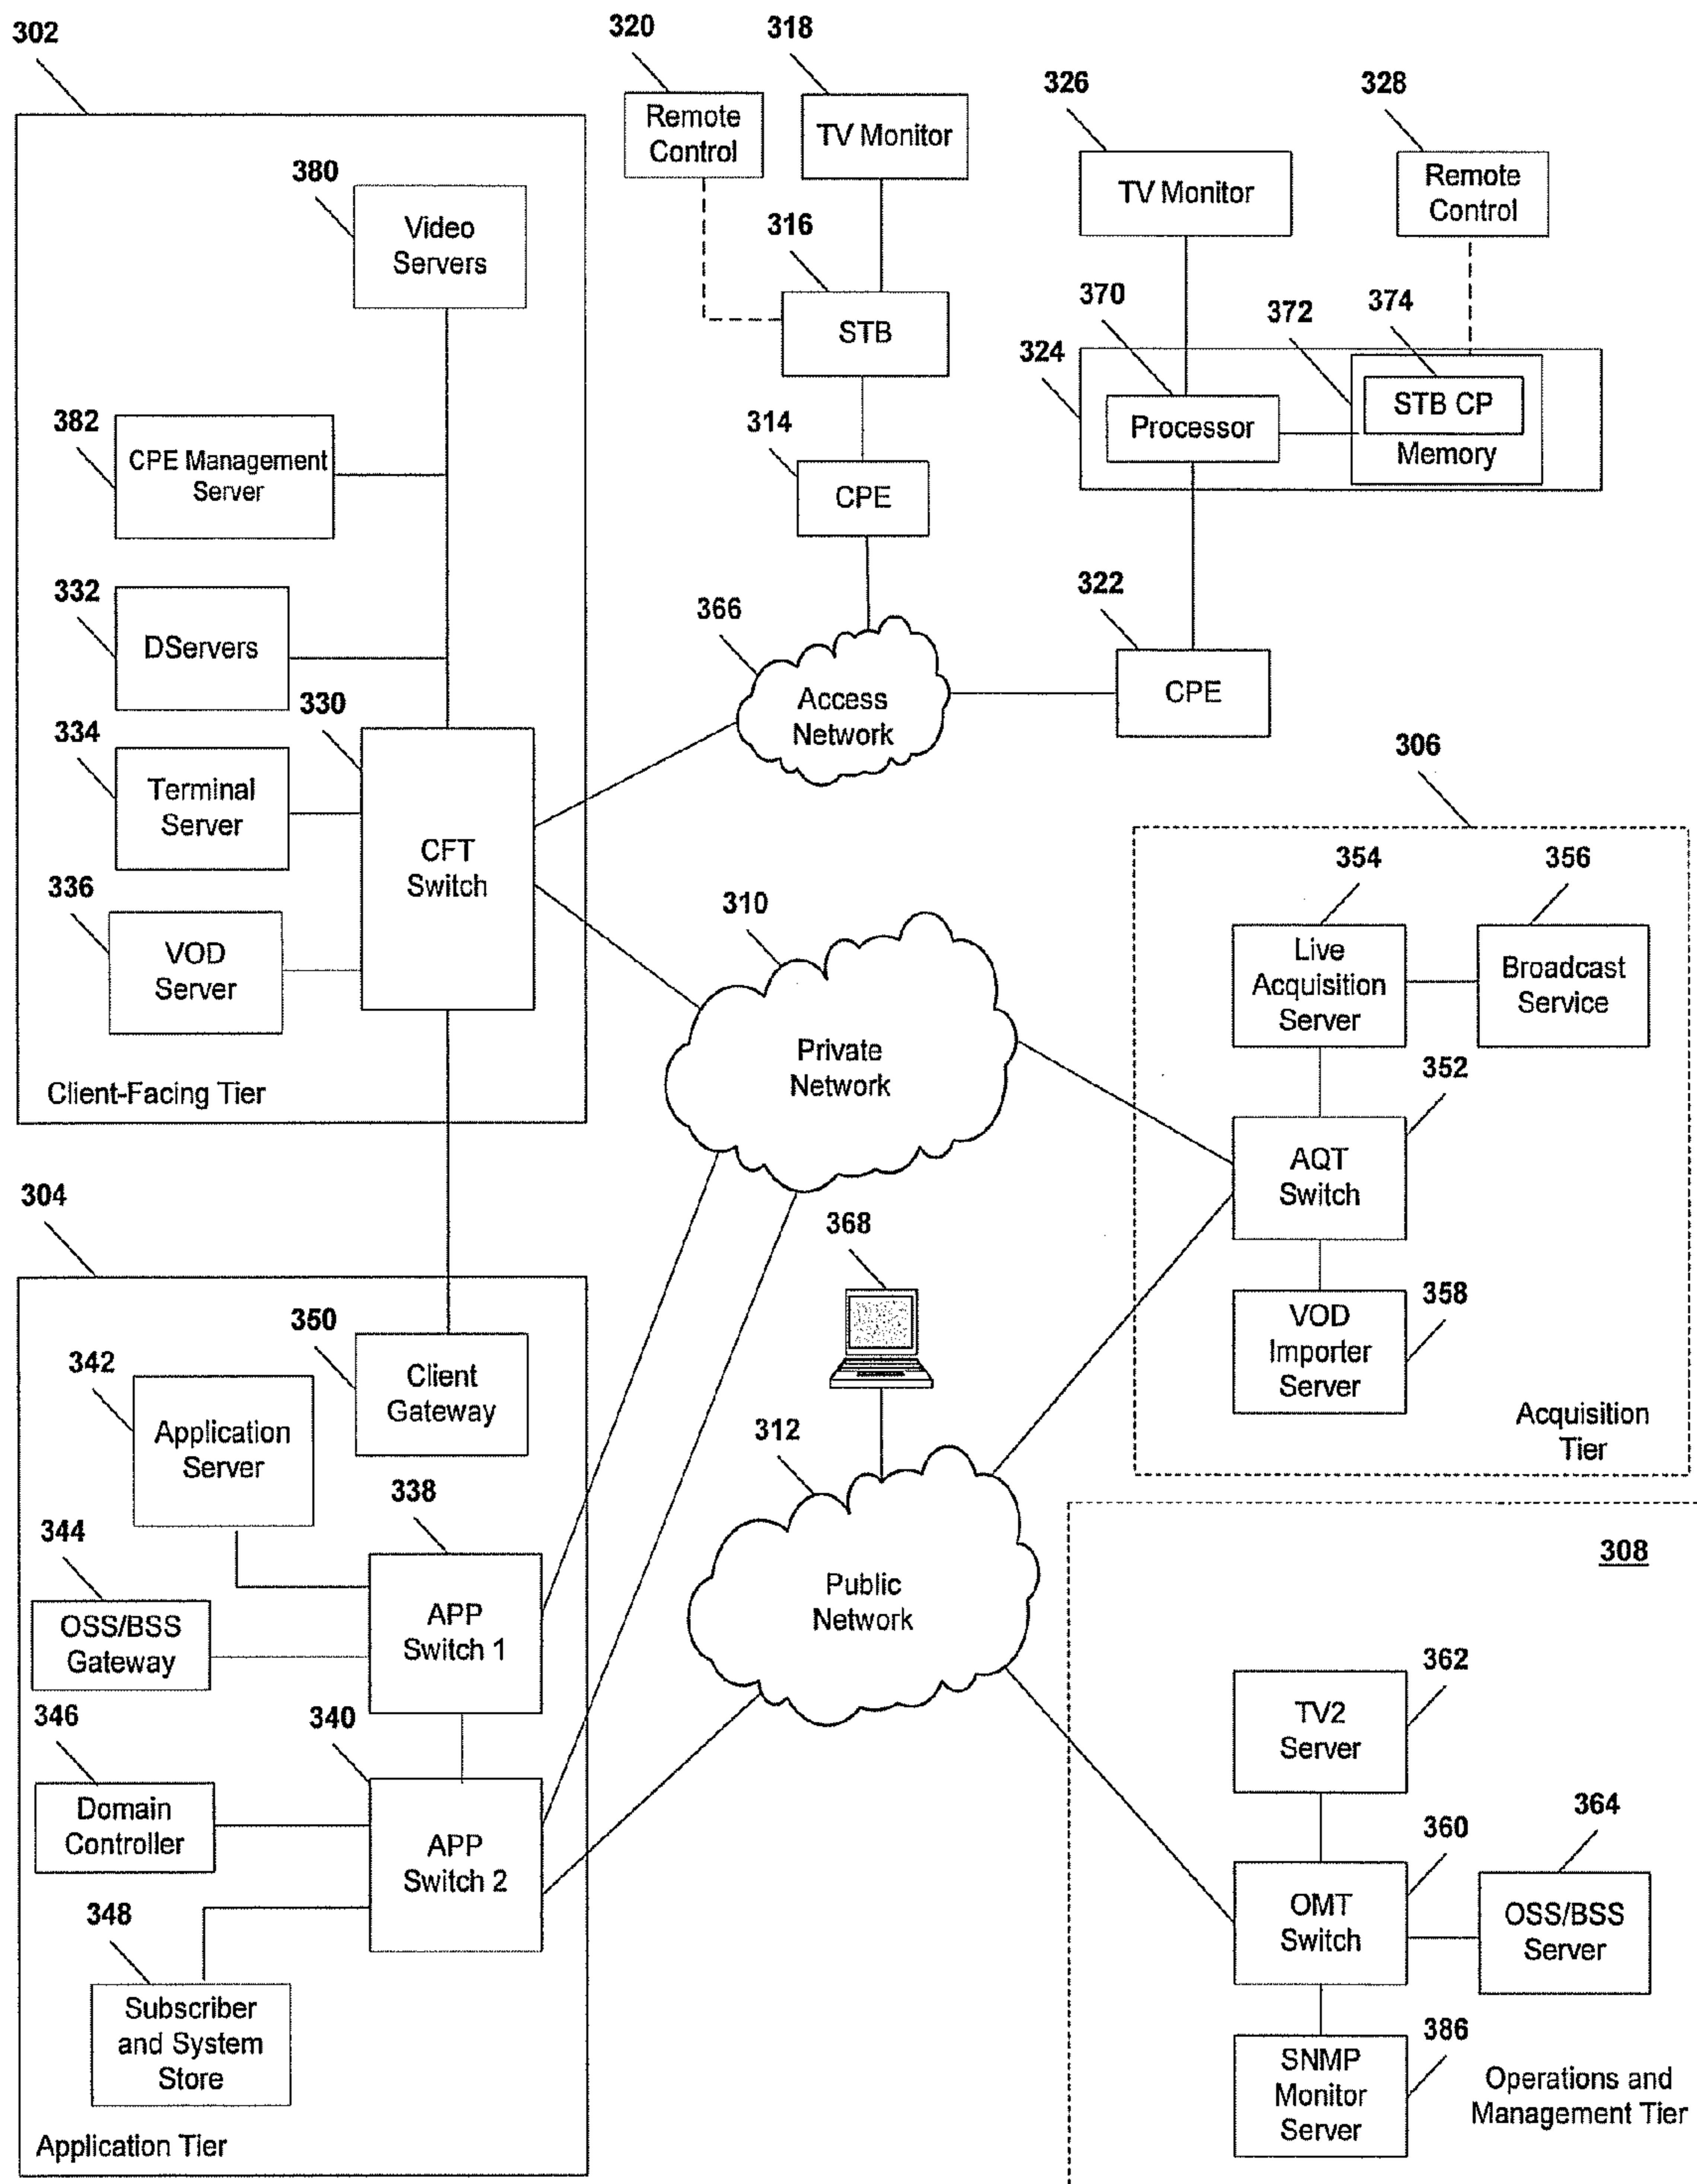 302
320
318
326
328
Remote
Control
TV Monitor
TV Monitor
Remote
Control
380
Video
Servers
316
STB
370
372
374
324
STB CP
Processor
Memory
382
CPE Management
Server
314
CPE
332
DServers
366
322
Access
Network
CPE
330
334
Terminal
Server
306
CFT
Switch
336
VOD
Server
310
354
356
Live
Acquisition
Server
Broadcast
Service
Private
Network
352
Client-Facing Tier
AQT
Switch
304
368
350
358
VOD
Importer
Server
342
Client
Gateway
Application
Server
312
Acquisition
Tier
338
344
308
OSS/BSS
Gateway
APP
Switch 1
Public
Network
362
TV2
Server
346
340
Domain
Controller
364
360
APP
Switch 2
348
OMT
Switch
OSS/BSS
Server
Subscriber
and System
Store
386
SNMP
Monitor
Server
Operations and
Management Tier
Application Tier